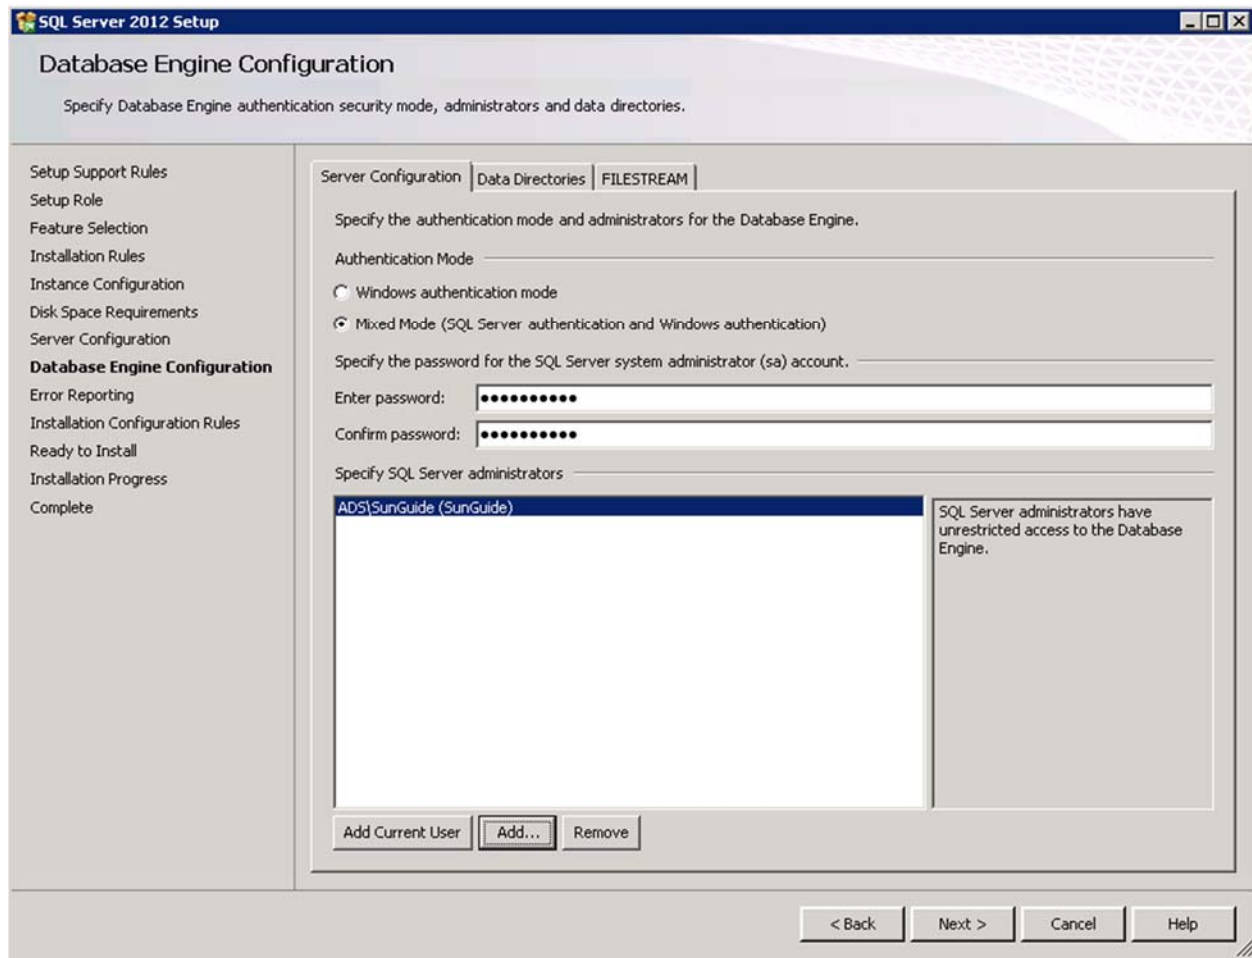 SQL Server 2012 Setup
Database Engine Configuration
Specify Database Engine authentication security mode, administrators and data directories.
Setup Support Rules
Setup Role
Feature Selection
Installation Rules
Instance Configuration
Disk Space Requirements
Server Configuration
Database Engine Configuration
Error Reporting
Installation Configuration Rules
Ready to Install
Installation Progress
Complete
Server Configuration Data Directories FILESTREAM
Specify the authentication mode and administrators for the Database Engine.
Authentication Mode
Windows authentication mode
Mixed Mode (SQL Server authentication and Windows authentication)
Specify the password for the SQL Server system administrator (sa) account.
Enter password: ●●●●●●●●●●
Confirm password: ●●●●●●●●●●
Specify SQL Server administrators
ADS\SunGuide (SunGuide)
SQL Server administrators have
unrestricted access to the Database
Engine.
Add Current User Add... Remove
< Back Next > Cancel Help